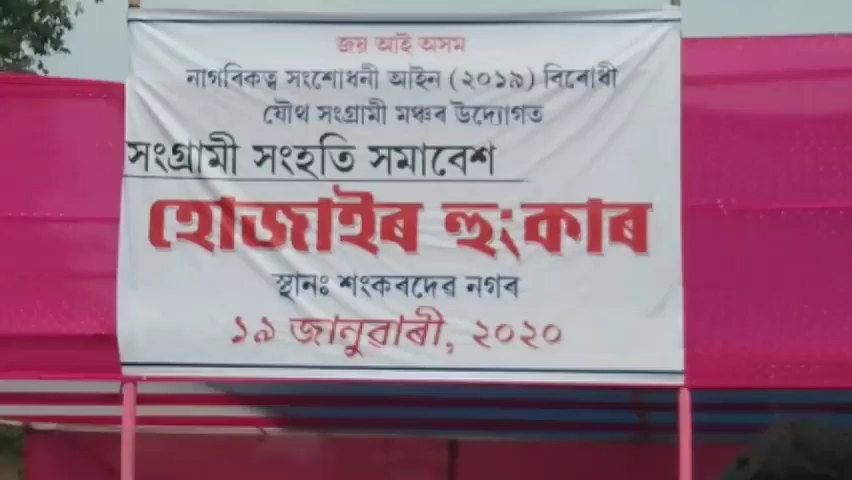 জয় আই অসম
নাগৰিকত্ব সংশোধনী আইন (২০১৯) বিৰোধী
যৌথ সংগ্ৰামী মঞ্চৰ উদ্যোগত
সংগ্ৰামী সংহতি সমাবেশ
হোজাইৰ হুংকাৰ
স্থানঃ শংকৰদেৱ নগৰ
১৯ জানুৱাৰী, ২০২০